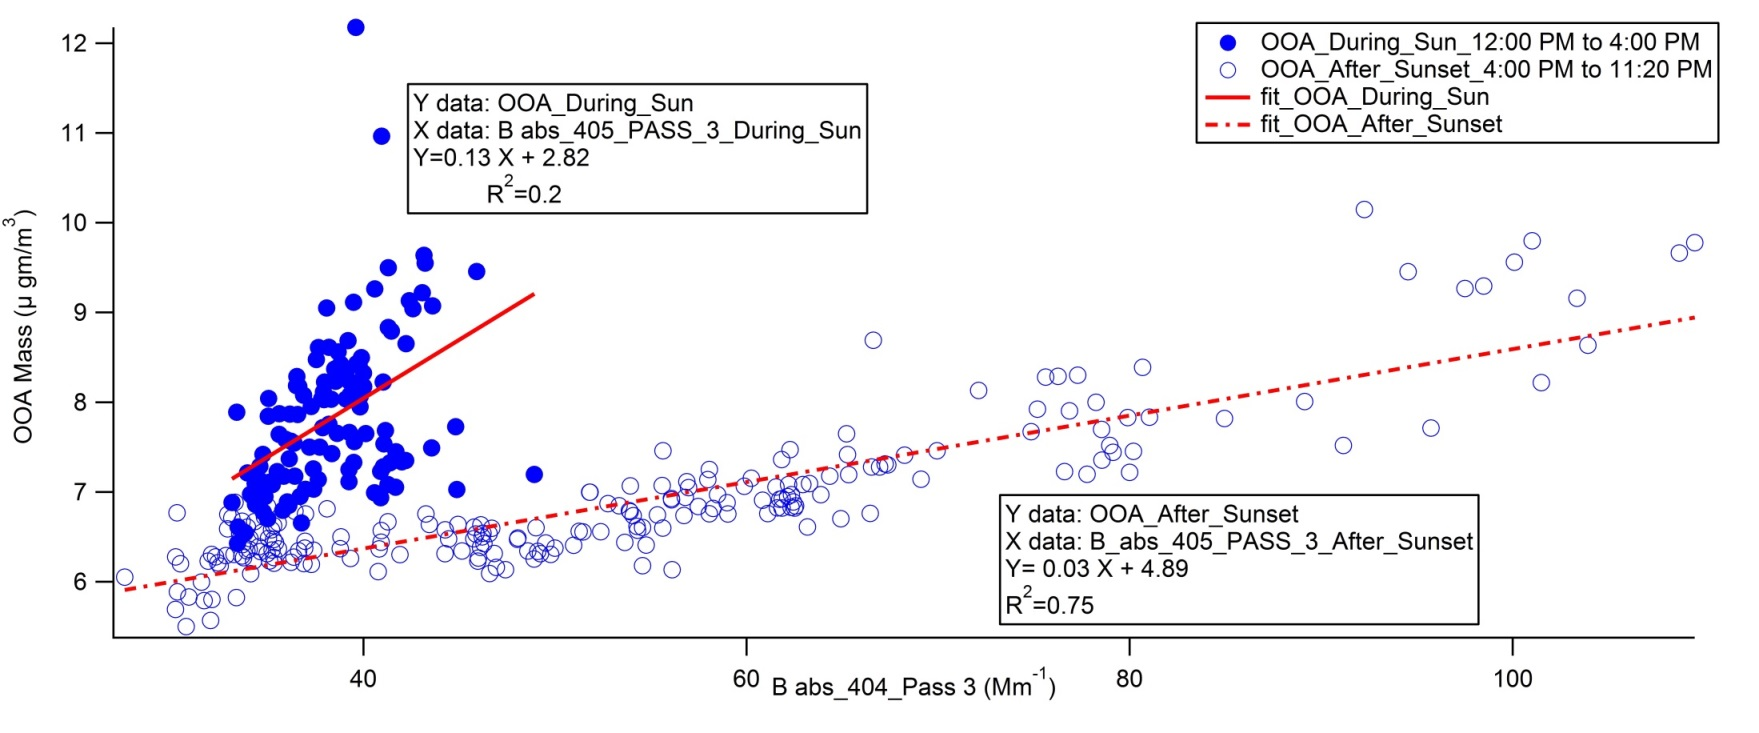 12
11
10
9
8
7
6
OOA Mass (μ gm/m³)
Y data: OOA_During_Sun
X data: B abs_405_PASS_3_During_Sun
Y=0.13 X + 2.82
R²=0.2
OOA_During_Sun_12:00 PM to 4:00 PM
OOA_After_Sunset_4:00 PM to 11:20 PM
fit_OOA_During_Sun
fit_OOA_After_Sunset
Y data: OOA_After_Sunset
X data: B_abs_405_PASS_3_After_Sunset
Y= 0.03 X + 4.89
R²=0.75
40
60
80
100
B abs_404_Pass 3 (Mm⁻¹)